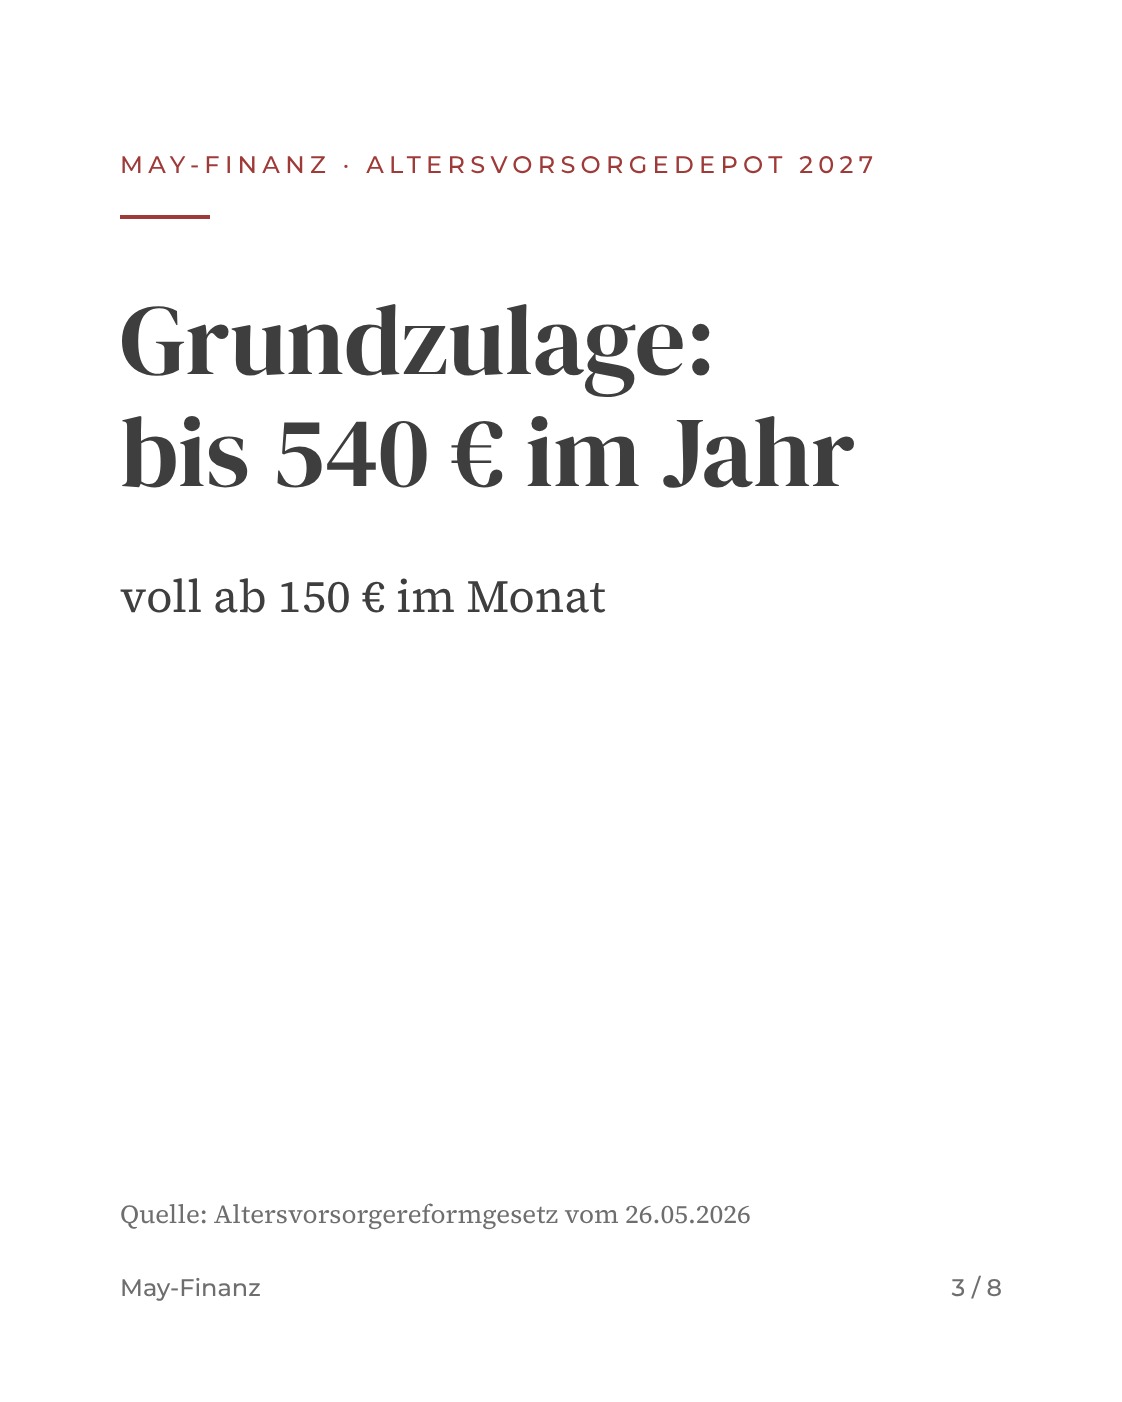 MAY-FINANZ · ALTERSVORSORGEDEPOT 2027
Grundzulage:
bis 540 € im Jahr
voll ab 150 € im Monat
Quelle: Altersvorsorgereformgesetz vom 26.05.2026
May-Finanz
3 / 8